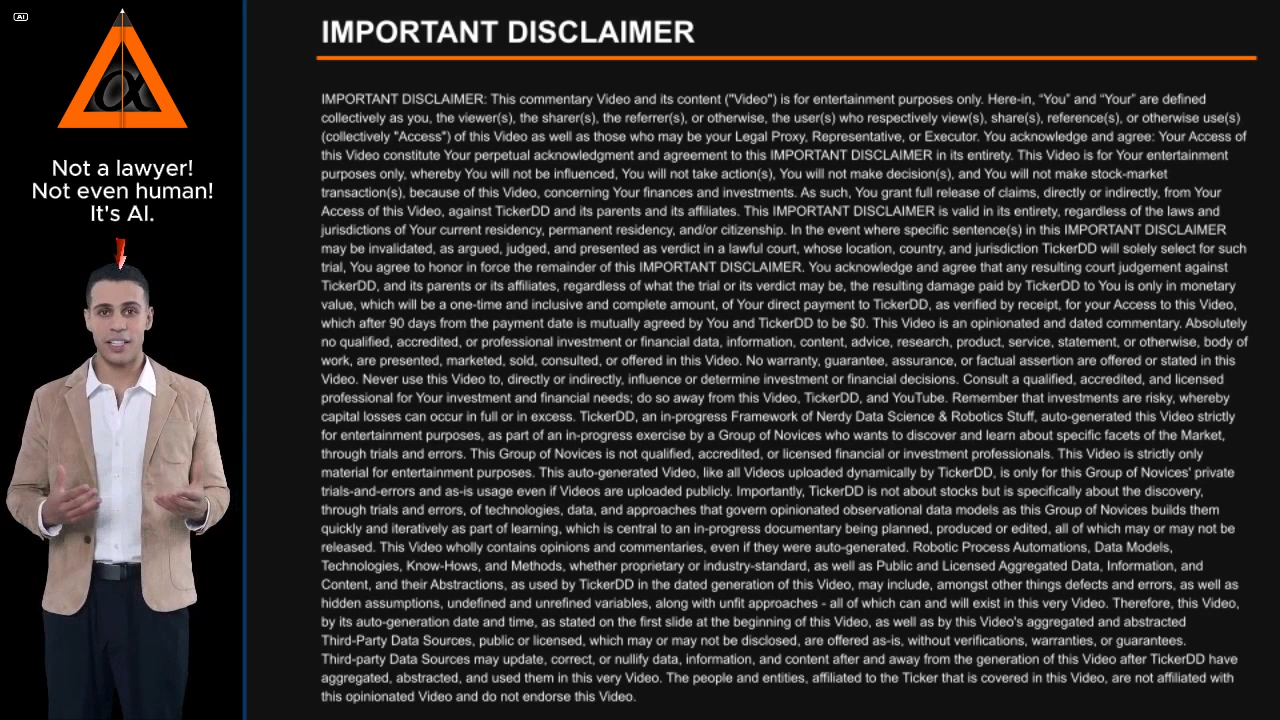 AI
α
Not a lawyer!
Not even human!
It's AI.
IMPORTANT DISCLAIMER
IMPORTANT DISCLAIMER: This commentary Video and its content ("Video") is for entertainment purposes only. Here-in, “You” and “Your” are defined
collectively as you, the viewer(s), the sharer(s), the referrer(s), or otherwise, the user(s) who respectively view(s), share(s), reference(s), or otherwise use(s)
(collectively "Access") of this Video as well as those who may be your Legal Proxy, Representative, or Executor. You acknowledge and agree: Your Access of
this Video constitute Your perpetual acknowledgment and agreement to this IMPORTANT DISCLAIMER in its entirety. This Video is for Your entertainment
purposes only, whereby You will not be influenced, You will not take action(s), You will not make decision(s), and You will not make stock-market
transaction(s), because of this Video, concerning Your finances and investments. As such, You grant full release of claims, directly or indirectly, from Your
Access of this Video, against TickerDD and its parents and its affiliates. This IMPORTANT DISCLAIMER is valid in its entirety, regardless of the laws and
jurisdictions of Your current residency, permanent residency, and/or citizenship. In the event where specific sentence(s) in this IMPORTANT DISCLAIMER
may be invalidated, as argued, judged, and presented as verdict in a lawful court, whose location, country, and jurisdiction TickerDD will solely select for such
trial, You agree to honor in force the remainder of this IMPORTANT DISCLAIMER. You acknowledge and agree that any resulting court judgement against
TickerDD, and its parents or its affiliates, regardless of what the trial or its verdict may be, the resulting damage paid by TickerDD to You is only in monetary
value, which will be a one-time and inclusive and complete amount, of Your direct payment to TickerDD, as verified by receipt, for your Access to this Video,
which after 90 days from the payment date is mutually agreed by You and TickerDD to be $0. This Video is an opinionated and dated commentary. Absolutely
no qualified, accredited, or professional investment or financial data, information, content, advice, research, product, service, statement, or otherwise, body of
work, are presented, marketed, sold, consulted, or offered in this Video. No warranty, guarantee, assurance, or factual assertion are offered or stated in this
Video. Never use this Video to, directly or indirectly, influence or determine investment or financial decisions. Consult a qualified, accredited, and licensed
professional for Your investment and financial needs; do so away from this Video, TickerDD, and YouTube. Remember that investments are risky, whereby
capital losses can occur in full or in excess. TickerDD, an in-progress Framework of Nerdy Data Science & Robotics Stuff, auto-generated this Video strictly
for entertainment purposes, as part of an in-progress exercise by a Group of Novices who wants to discover and learn about specific facets of the Market,
through trials and errors. This Group of Novices is not qualified, accredited, or licensed financial or investment professionals. This Video is strictly only
material for entertainment purposes. This auto-generated Video, like all Videos uploaded dynamically by TickerDD, is only for this Group of Novices' private
trials-and-errors and as-is usage even if Videos are uploaded publicly. Importantly, TickerDD is not about stocks but is specifically about the discovery,
through trials and errors, of technologies, data, and approaches that govern opinionated observational data models as this Group of Novices builds them
quickly and iteratively as part of learning, which is central to an in-progress documentary being planned, produced or edited, all of which may or may not be
released. This Video wholly contains opinions and commentaries, even if they were auto-generated. Robotic Process Automations, Data Models,
Technologies, Know-Hows, and Methods, whether proprietary or industry-standard, as well as Public and Licensed Aggregated Data, Information, and
Content, and their Abstractions, as used by TickerDD in the dated generation of this Video, may include, amongst other things defects and errors, as well as
hidden assumptions, undefined and unrefined variables, along with unfit approaches - all of which can and will exist in this very Video. Therefore, this Video,
by its auto-generation date and time, as stated on the first slide at the beginning of this Video, as well as by this Video's aggregated and abstracted
Third-Party Data Sources, public or licensed, which may or may not be disclosed, are offered as-is, without verifications, warranties, or guarantees.
Third-party Data Sources may update, correct, or nullify data, information, and content after and away from the generation of this Video after TickerDD have
aggregated, abstracted, and used them in this very Video. The people and entities, affiliated to the Ticker that is covered in this Video, are not affiliated with
this opinionated Video and do not endorse this Video.